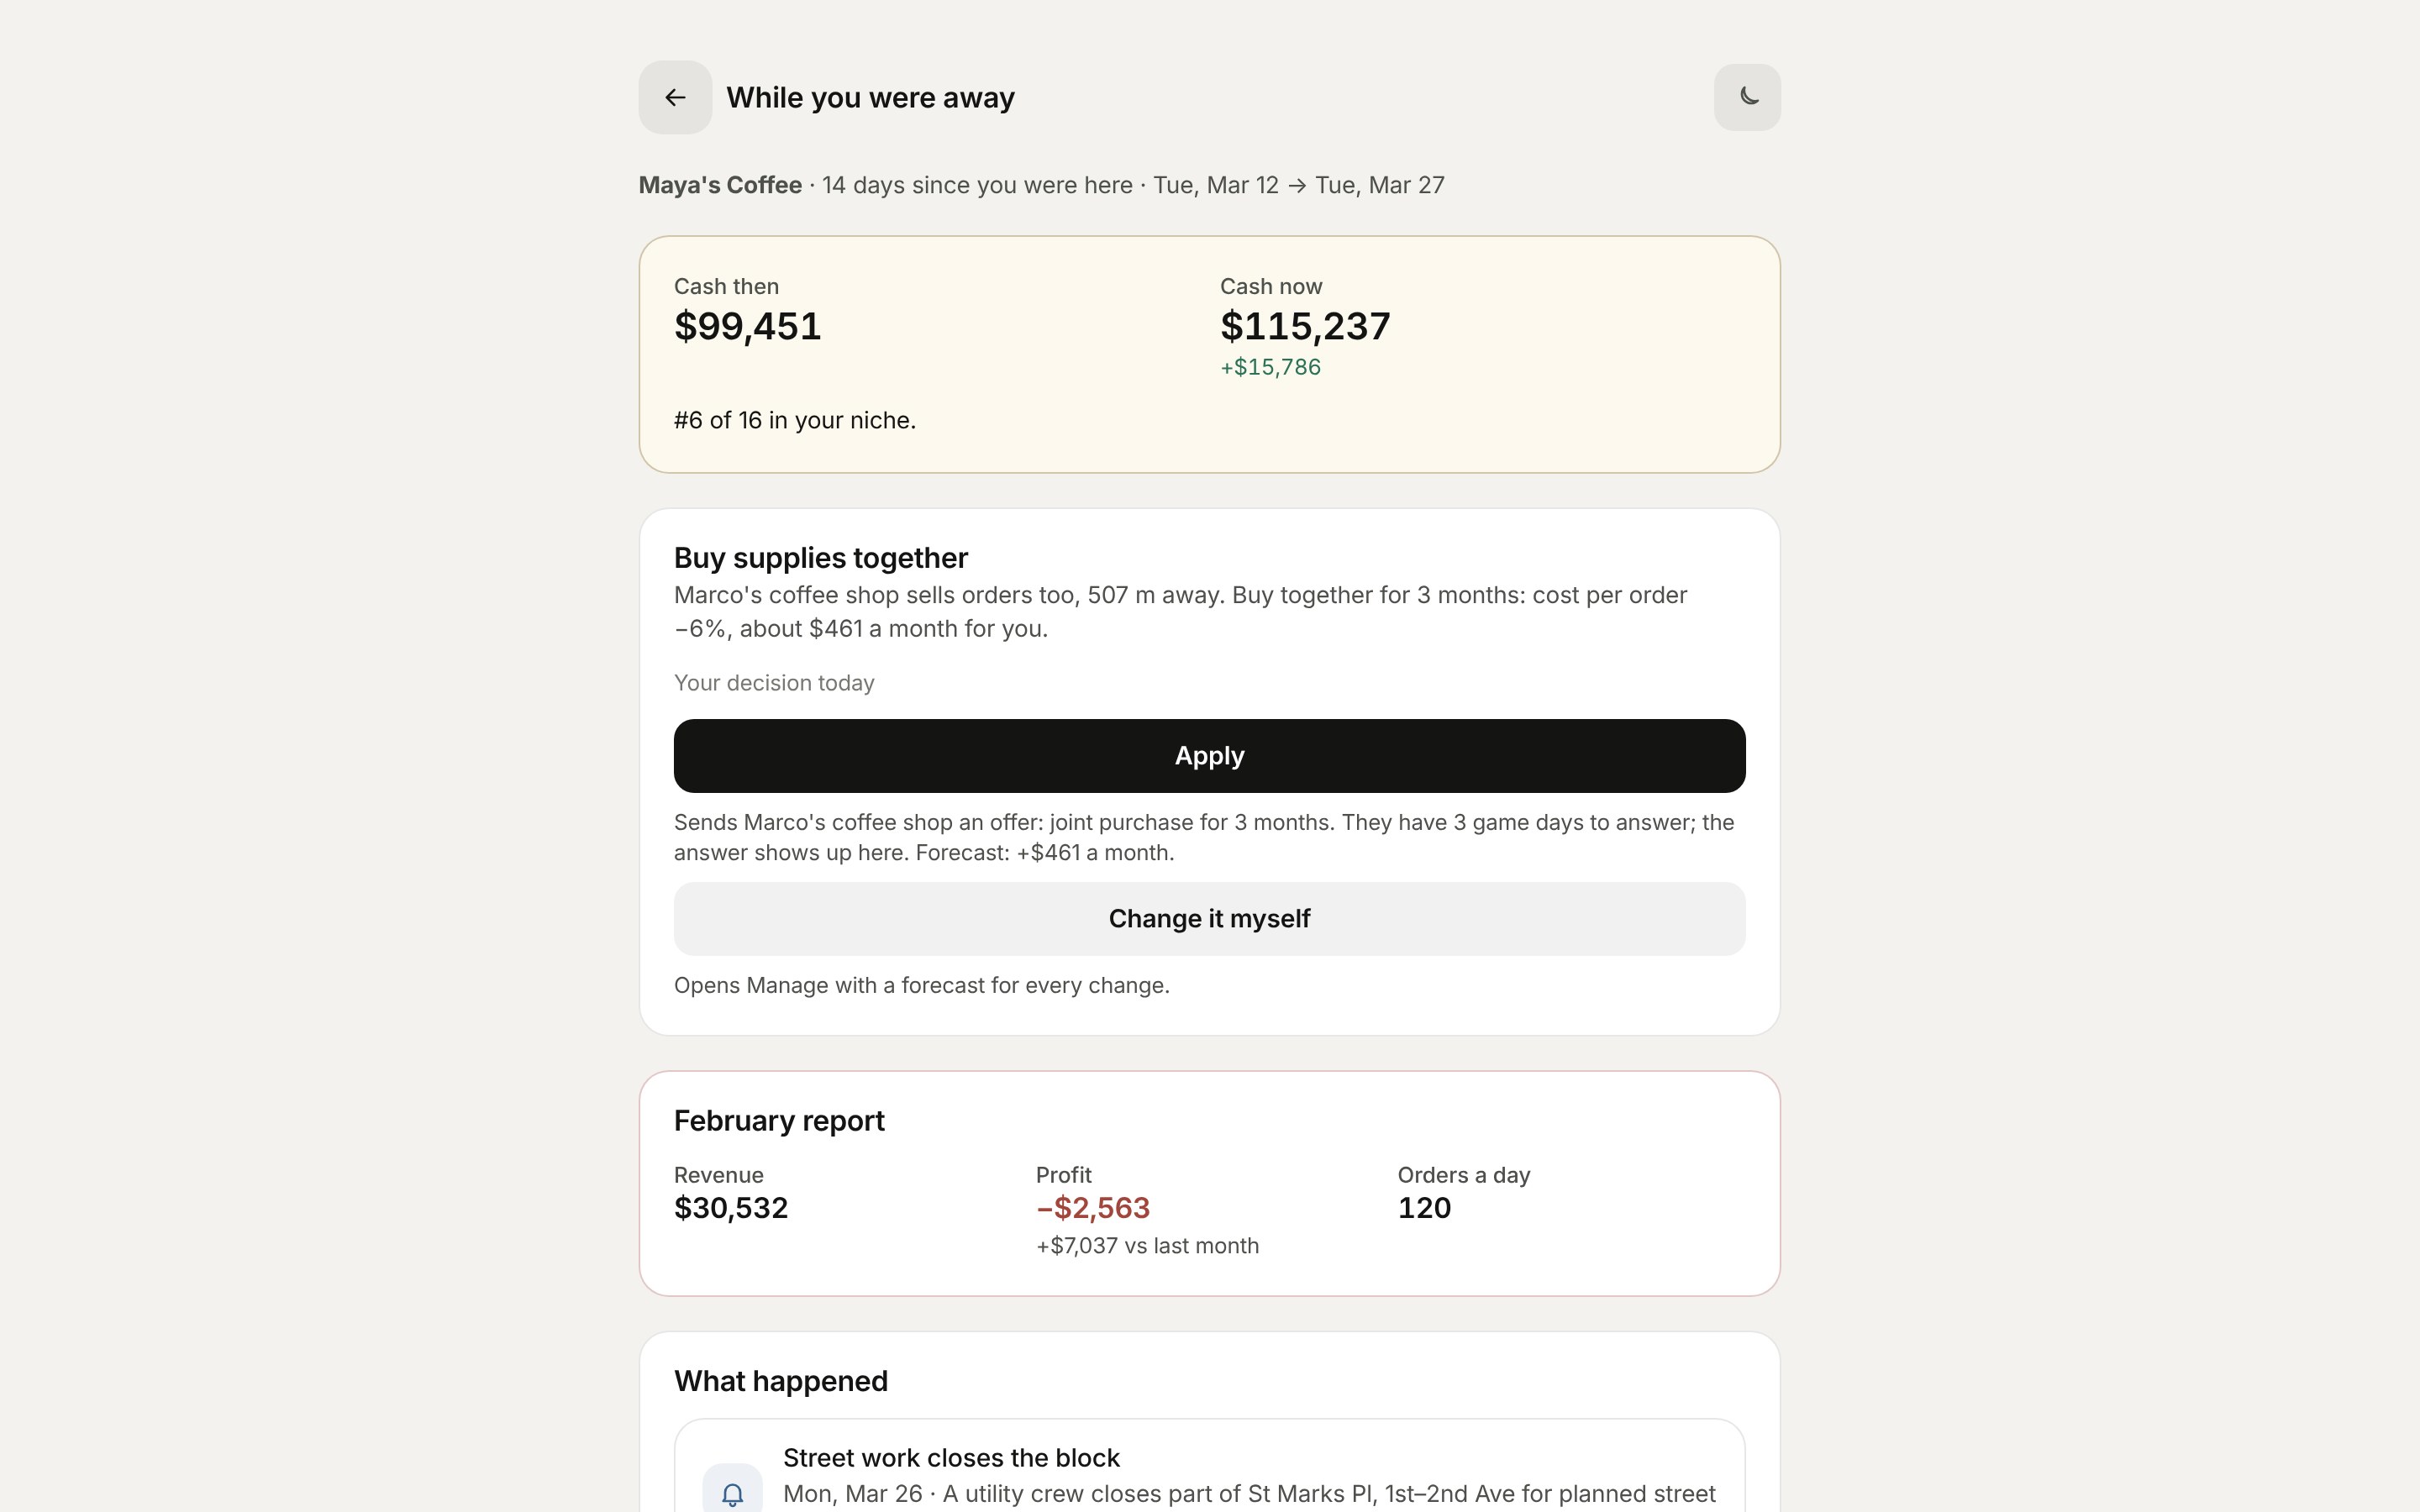 While you were away
Maya's Coffee · 14 days since you were here · Tue, Mar 12 → Tue, Mar 27
Cash then
$99,451
Cash now
$115,237
+$15,786
#6 of 16 in your niche.
Buy supplies together
Marco's coffee shop sells orders too, 507 m away. Buy together for 3 months: cost per order
−6%, about $461 a month for you.
Your decision today
Apply
Sends Marco's coffee shop an offer: joint purchase for 3 months. They have 3 game days to answer; the
answer shows up here. Forecast: +$461 a month.
Change it myself
Opens Manage with a forecast for every change.
February report
Revenue
$30,532
Profit
−$2,563
+$7,037 vs last month
Orders a day
120
What happened
Street work closes the block
Mon, Mar 26 · A utility crew closes part of St Marks Pl, 1st–2nd Ave for planned street